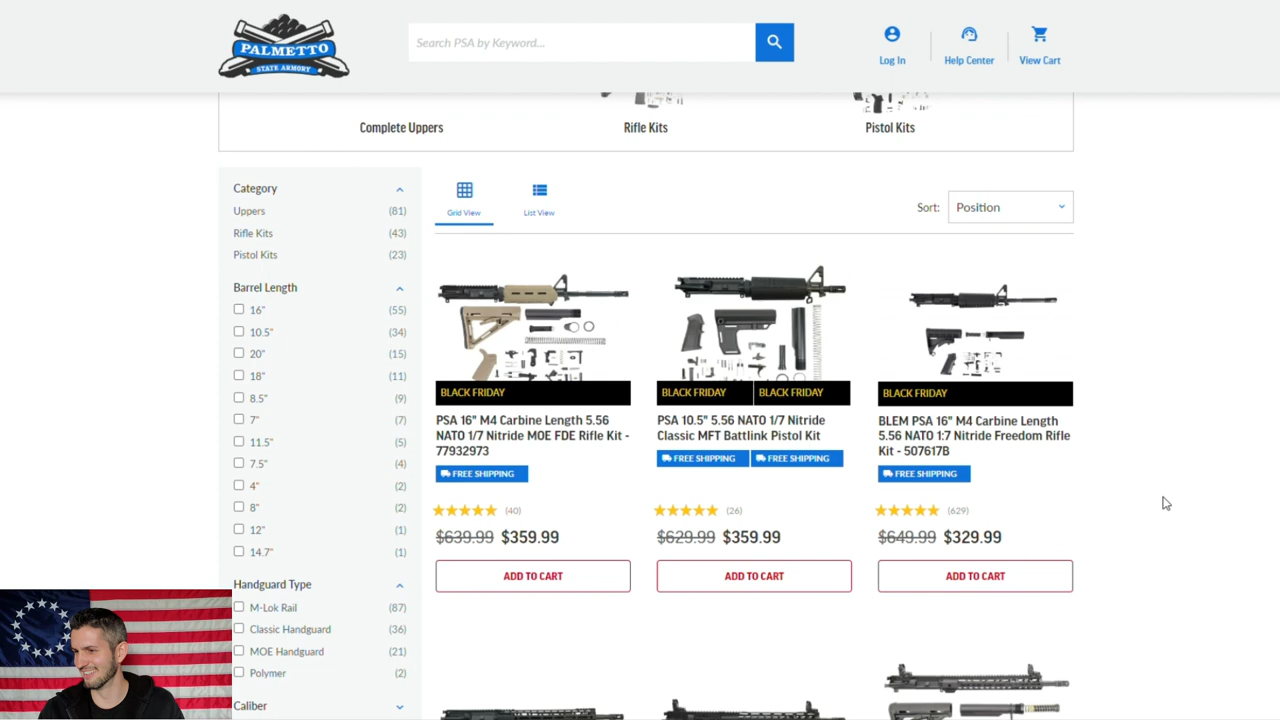 PALMETTO
STATE ARMORY
Search PSA by Keyword...
Log In
Help Center
View Cart
Complete Uppers
Rifle Kits
Pistol Kits
Category
Uppers (81)
Rifle Kits (43)
Pistol Kits (23)
Barrel Length
16" (55)
10.5" (34)
20" (15)
18" (11)
8.5" (9)
7" (7)
11.5" (5)
7.5" (4)
4" (2)
8" (2)
12" (1)
14.7" (1)
Handguard Type
M-Lok Rail (87)
Classic Handguard (36)
MOE Handguard (21)
Polymer (2)
Caliber
Grid View
List View
Sort: Position
BLACK FRIDAY
PSA 16" M4 Carbine Length 5.56
NATO 1/7 Nitride MOE FDE Rifle Kit -
77932973
FREE SHIPPING
(40)
$639.99 $359.99
ADD TO CART
BLACK FRIDAY BLACK FRIDAY
PSA 10.5" 5.56 NATO 1/7 Nitride
Classic MFT Battlink Pistol Kit
FREE SHIPPING FREE SHIPPING
(26)
$629.99 $359.99
ADD TO CART
BLACK FRIDAY
BLEM PSA 16" M4 Carbine Length
5.56 NATO 1:7 Nitride Freedom Rifle
Kit - 507617B
FREE SHIPPING
(629)
$649.99 $329.99
ADD TO CART